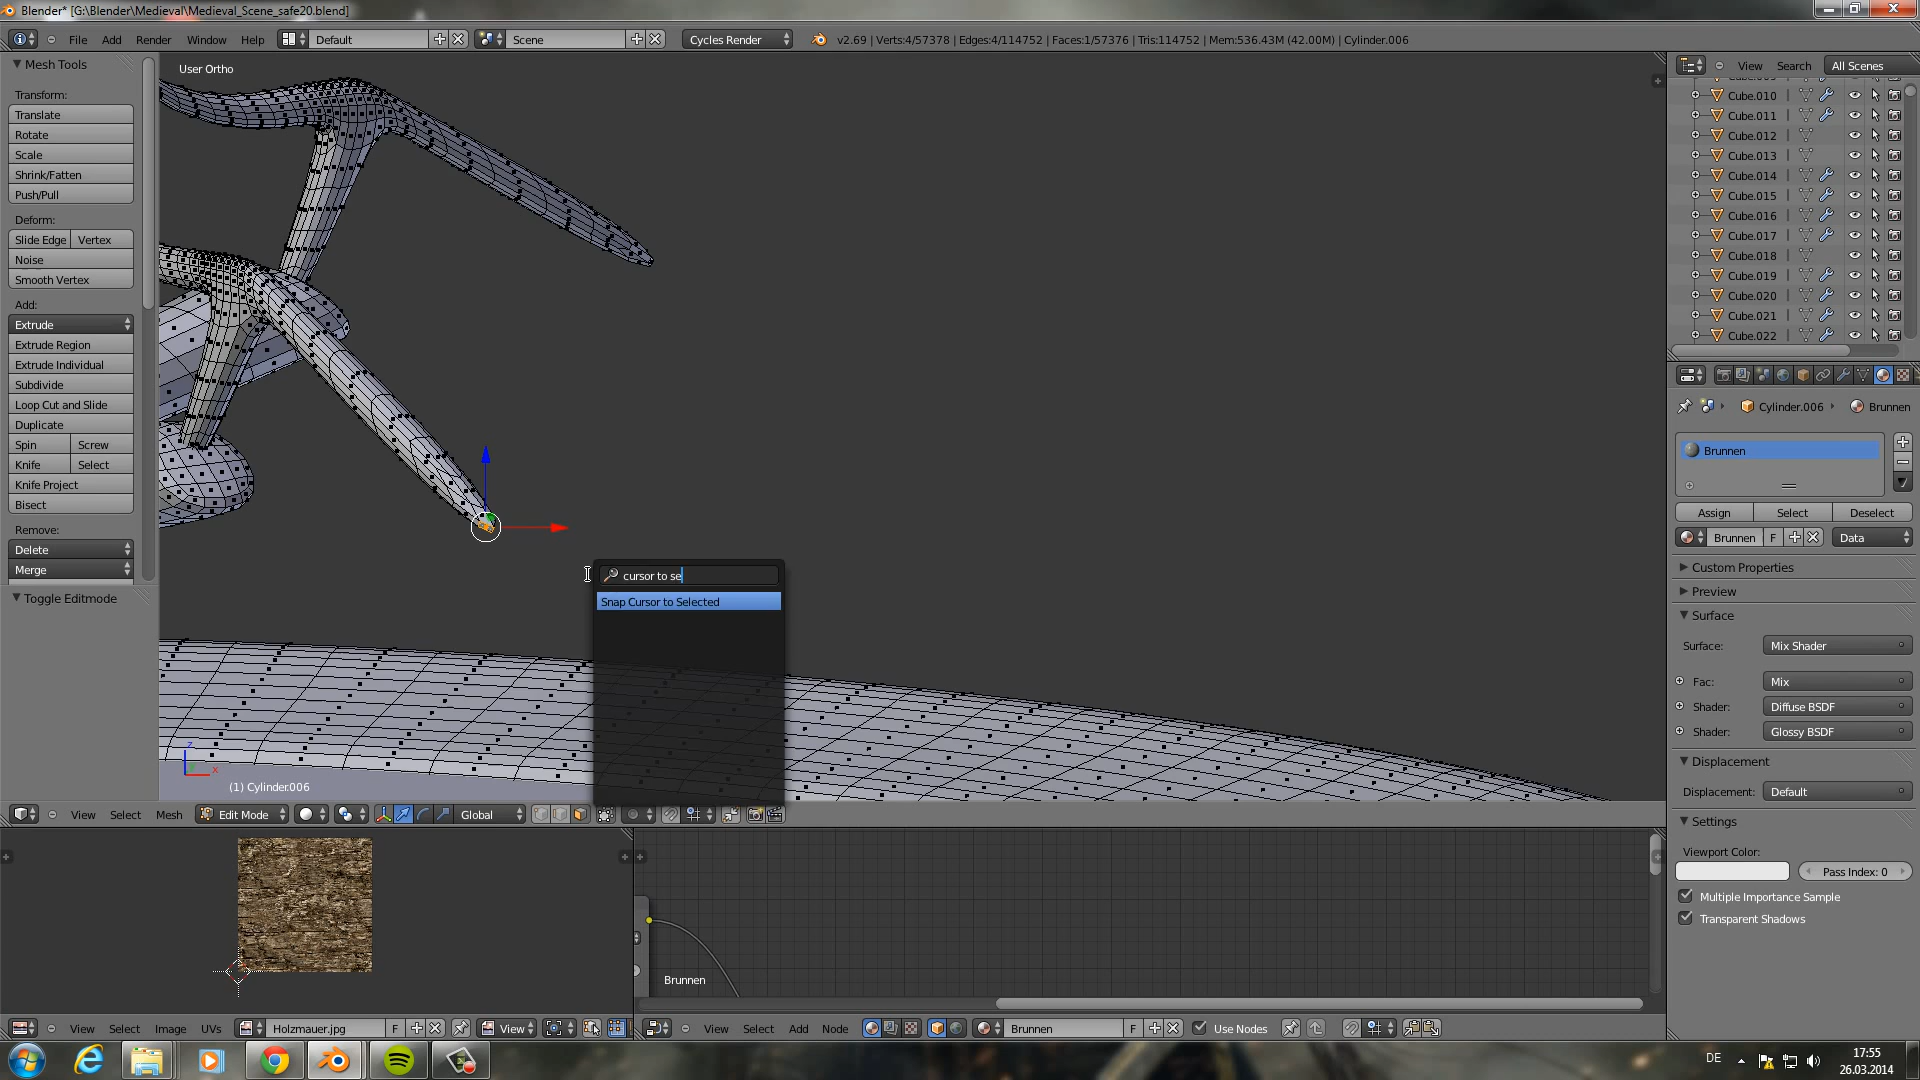 Blender* [G:\Blender\Medieval\Medieval_Scene_safe20.blend]
File Add Render Window Help Default Scene Cycles Render v2.69 | Verts:4/57378 | Edges:4/114752 | Faces:1/57376 | Tris:114752 | Mem:536.43M (42.00M) | Cylinder.006
Mesh Tools
Transform:
Translate
Rotate
Scale
Shrink/Fatten
Push/Pull
Deform:
Slide Edge Vertex
Noise
Smooth Vertex
Add:
Extrude
Extrude Region
Extrude Individual
Subdivide
Loop Cut and Slide
Duplicate
Spin Screw
Knife Select
Knife Project
Bisect
Remove:
Delete
Merge
Toggle Editmode
User Ortho
cursor to se
Snap Cursor to Selected
z
x
(1) Cylinder.006
View Select Mesh Edit Mode Global
View Search All Scenes
Cube.009
Cube.010
Cube.011
Cube.012
Cube.013
Cube.014
Cube.015
Cube.016
Cube.017
Cube.018
Cube.019
Cube.020
Cube.021
Cube.022
Cylinder.006 Brunnen
Brunnen
Assign Select Deselect
Brunnen F Data
Custom Properties
Preview
Surface
Surface: Mix Shader
Fac: Mix
Shader: Diffuse BSDF
Shader: Glossy BSDF
Displacement
Displacement: Default
Settings
Viewport Color:
Pass Index: 0
Multiple Importance Sample
Transparent Shadows
Brunnen
View Select Image UVs Holzmauer.jpg F View
View Select Add Node Brunnen F Use Nodes
DE
17:55
26.03.2014